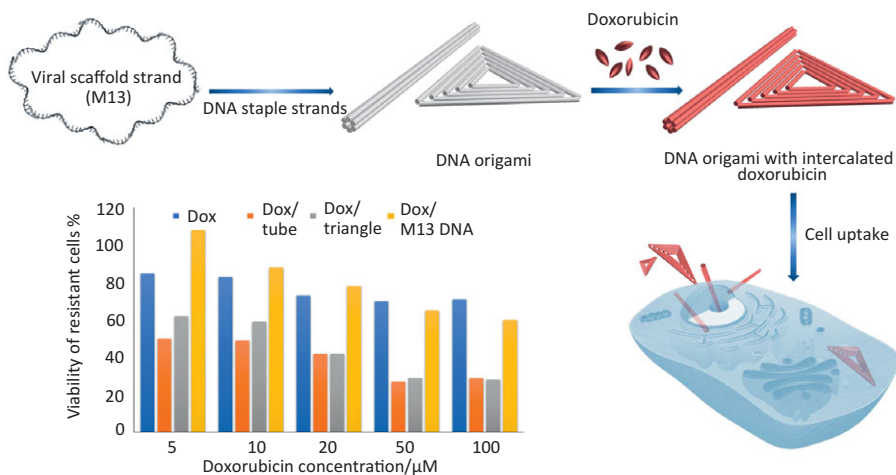 Viral scaffold strand
(M13)
DNA staple strands
DNA origami
Doxorubicin
DNA origami with intercalated
doxorubicin
Cell uptake
Viability of resistant cells %
120
100
80
60
40
20
0
Dox
Dox/
tube
Dox/
triangle
Dox/
M13 DNA
5
10
20
50
100
Doxorubicin concentration/μM